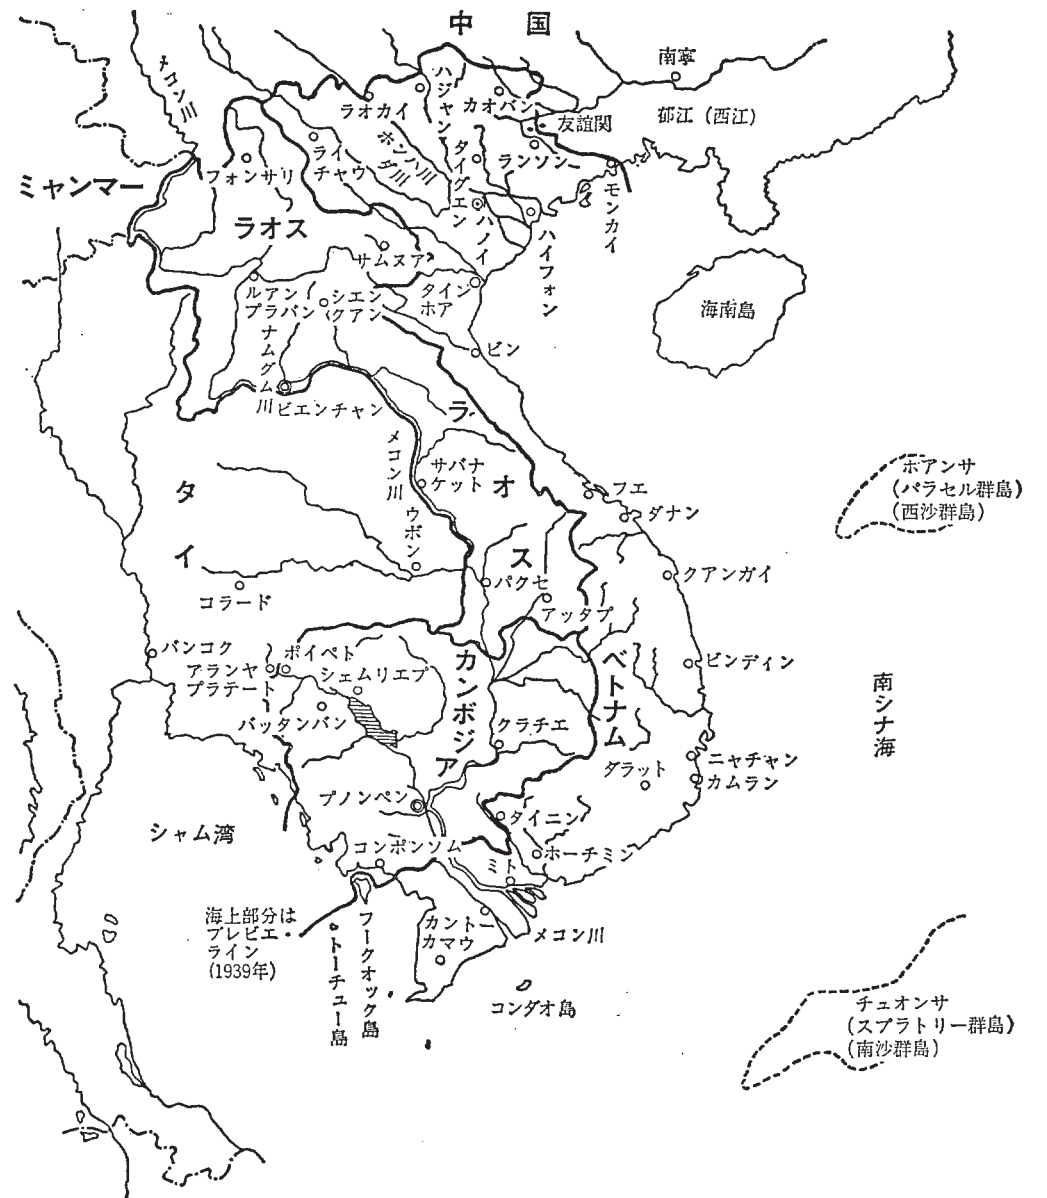 中国
南寧
メコン川
ハジャン
カオバン
ラオカイ
友誼関
邕江（西江）
ホンハ川
ダ川
タイグエン
ランソン
ライ
チャウ
フォンサリ
ミャンマー
モンカイ
ラオス
ハノイ
ハイフォン
サムヌア
ルアン
プラバン
シエン
クアン
タイン
ホア
海南島
ナムグム川
ビン
ビエンチャン
ラオス
メコン川
サバナ
ケット
ホアンサ
(パラセル群島)
(西沙群島)
タイ
フエ
ダナン
ウボン
パクセ
クアンガイ
コラード
アッタプ
バンコク
ポイペト
アランヤ
プラテート
シェムリエプ
カンボジア
ベトナム
ビンディン
南シナ海
バッタンバン
クラチエ
ニャチャン
ダラット
カムラン
プノンペン
タイニン
シャム湾
コンポンソム
ホーチミン
ミト
海上部分は
ブレビエ・
ライン
(1939年)
フークオック島
トーチュー島
カントー
カマウ
メコン川
コンダオ島
チュオンサ
(スプラトリー群島)
(南沙群島)